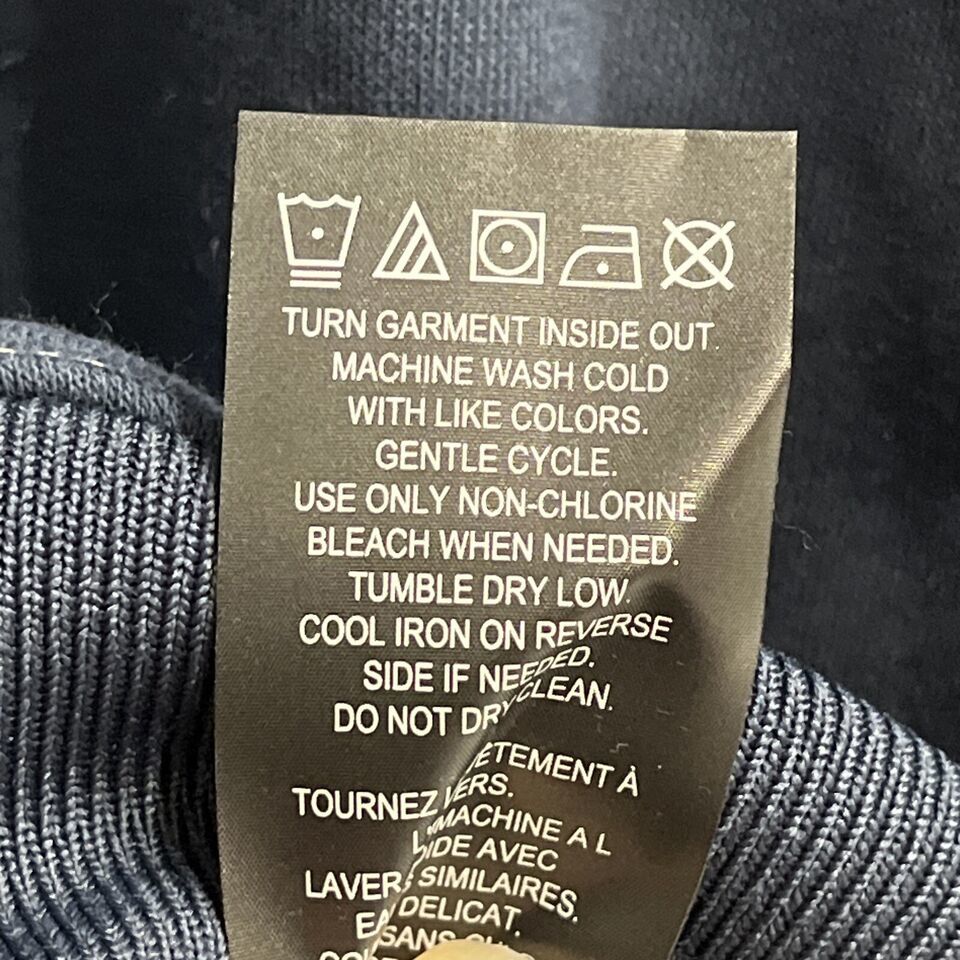 TURN GARMENT INSIDE OUT.
MACHINE WASH COLD
WITH LIKE COLORS.
GENTLE CYCLE.
USE ONLY NON-CHLORINE
BLEACH WHEN NEEDED.
TUMBLE DRY LOW.
COOL IRON ON REVERSE
SIDE IF NEEDED.
DO NOT DRY CLEAN.
TOURNEZ
À
MACHINE A L
AVEC
LAVER SIMILAIRES.
DELICAT.
SANS